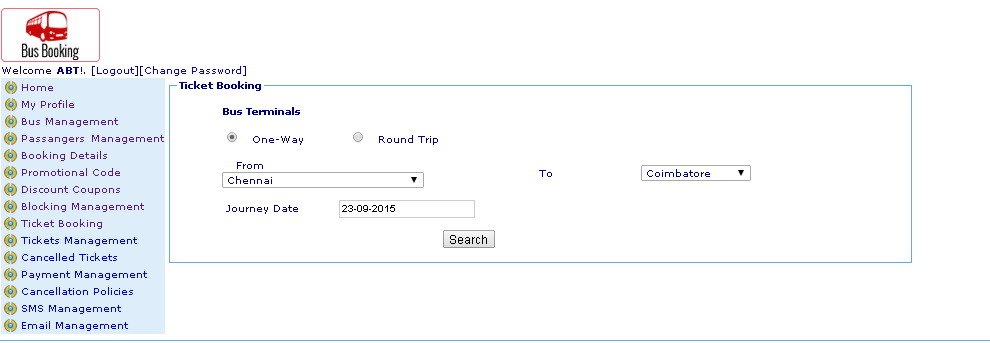 Bus Booking
Welcome ABT!. [Logout][Change Password]
Home
My Profile
Bus Management
Passangers Management
Booking Details
Promotional Code
Discount Coupons
Blocking Management
Ticket Booking
Tickets Management
Cancelled Tickets
Payment Management
Cancellation Policies
SMS Management
Email Management
Ticket Booking
Bus Terminals
One-Way Round Trip
From
Chennai To Coimbatore
Journey Date 23-09-2015
Search